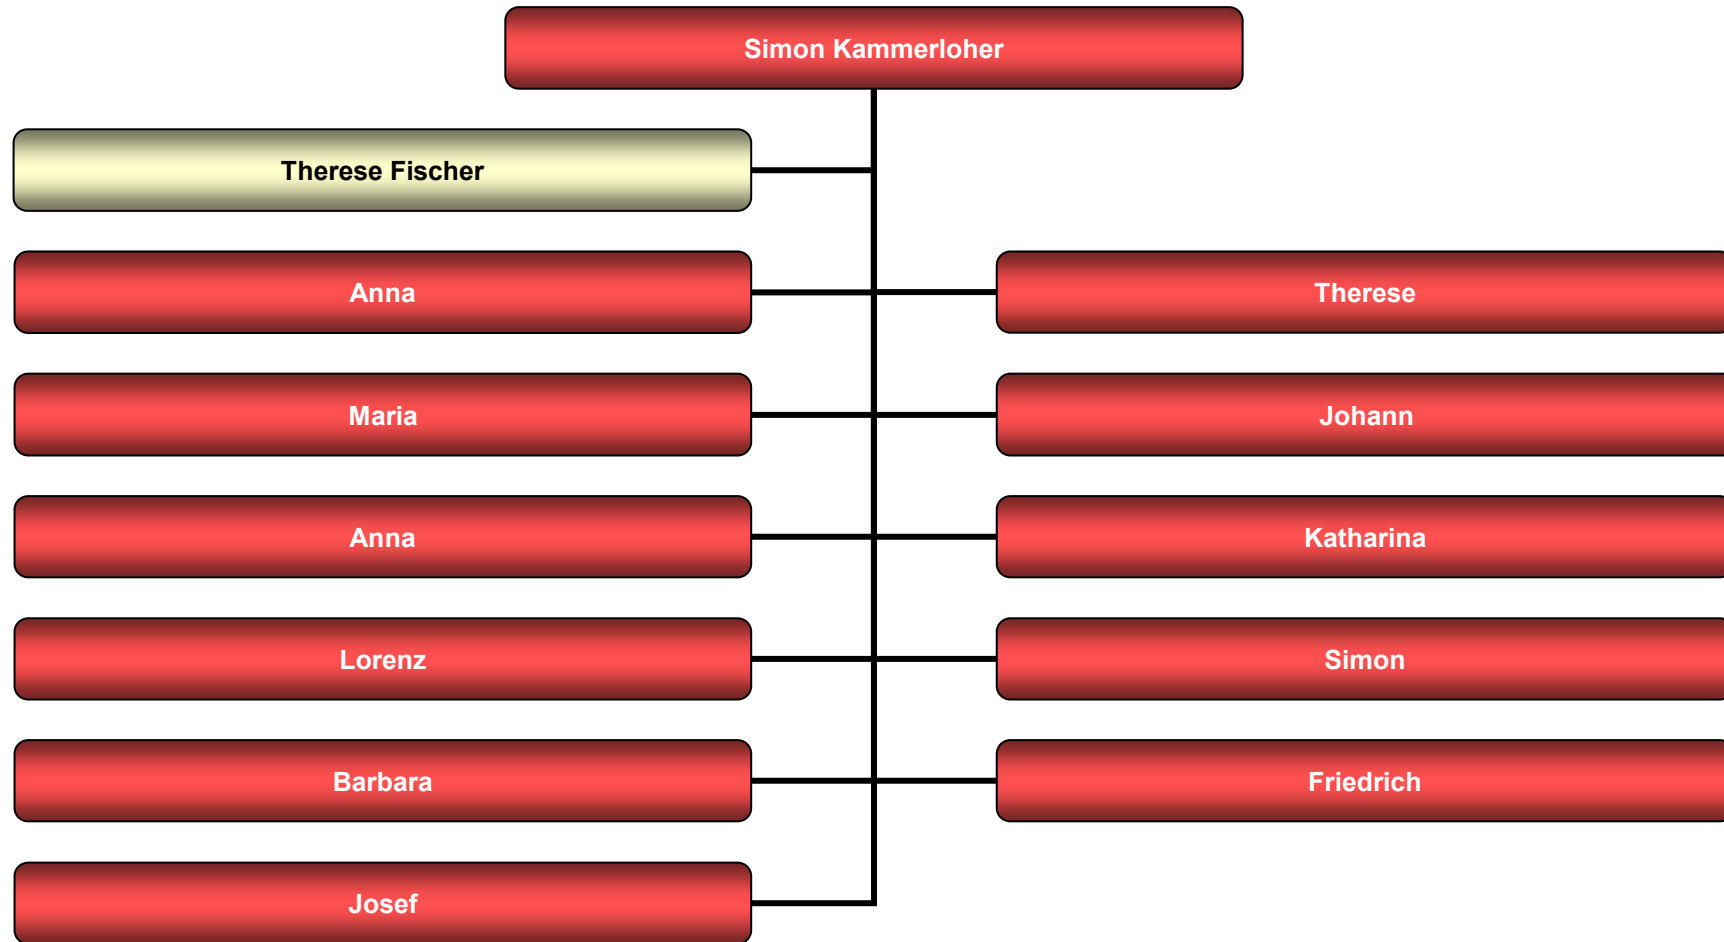 Simon Kammerloher
Therese Fischer
Anna
Therese
Maria
Johann
Anna
Katharina
Lorenz
Simon
Barbara
Friedrich
Josef